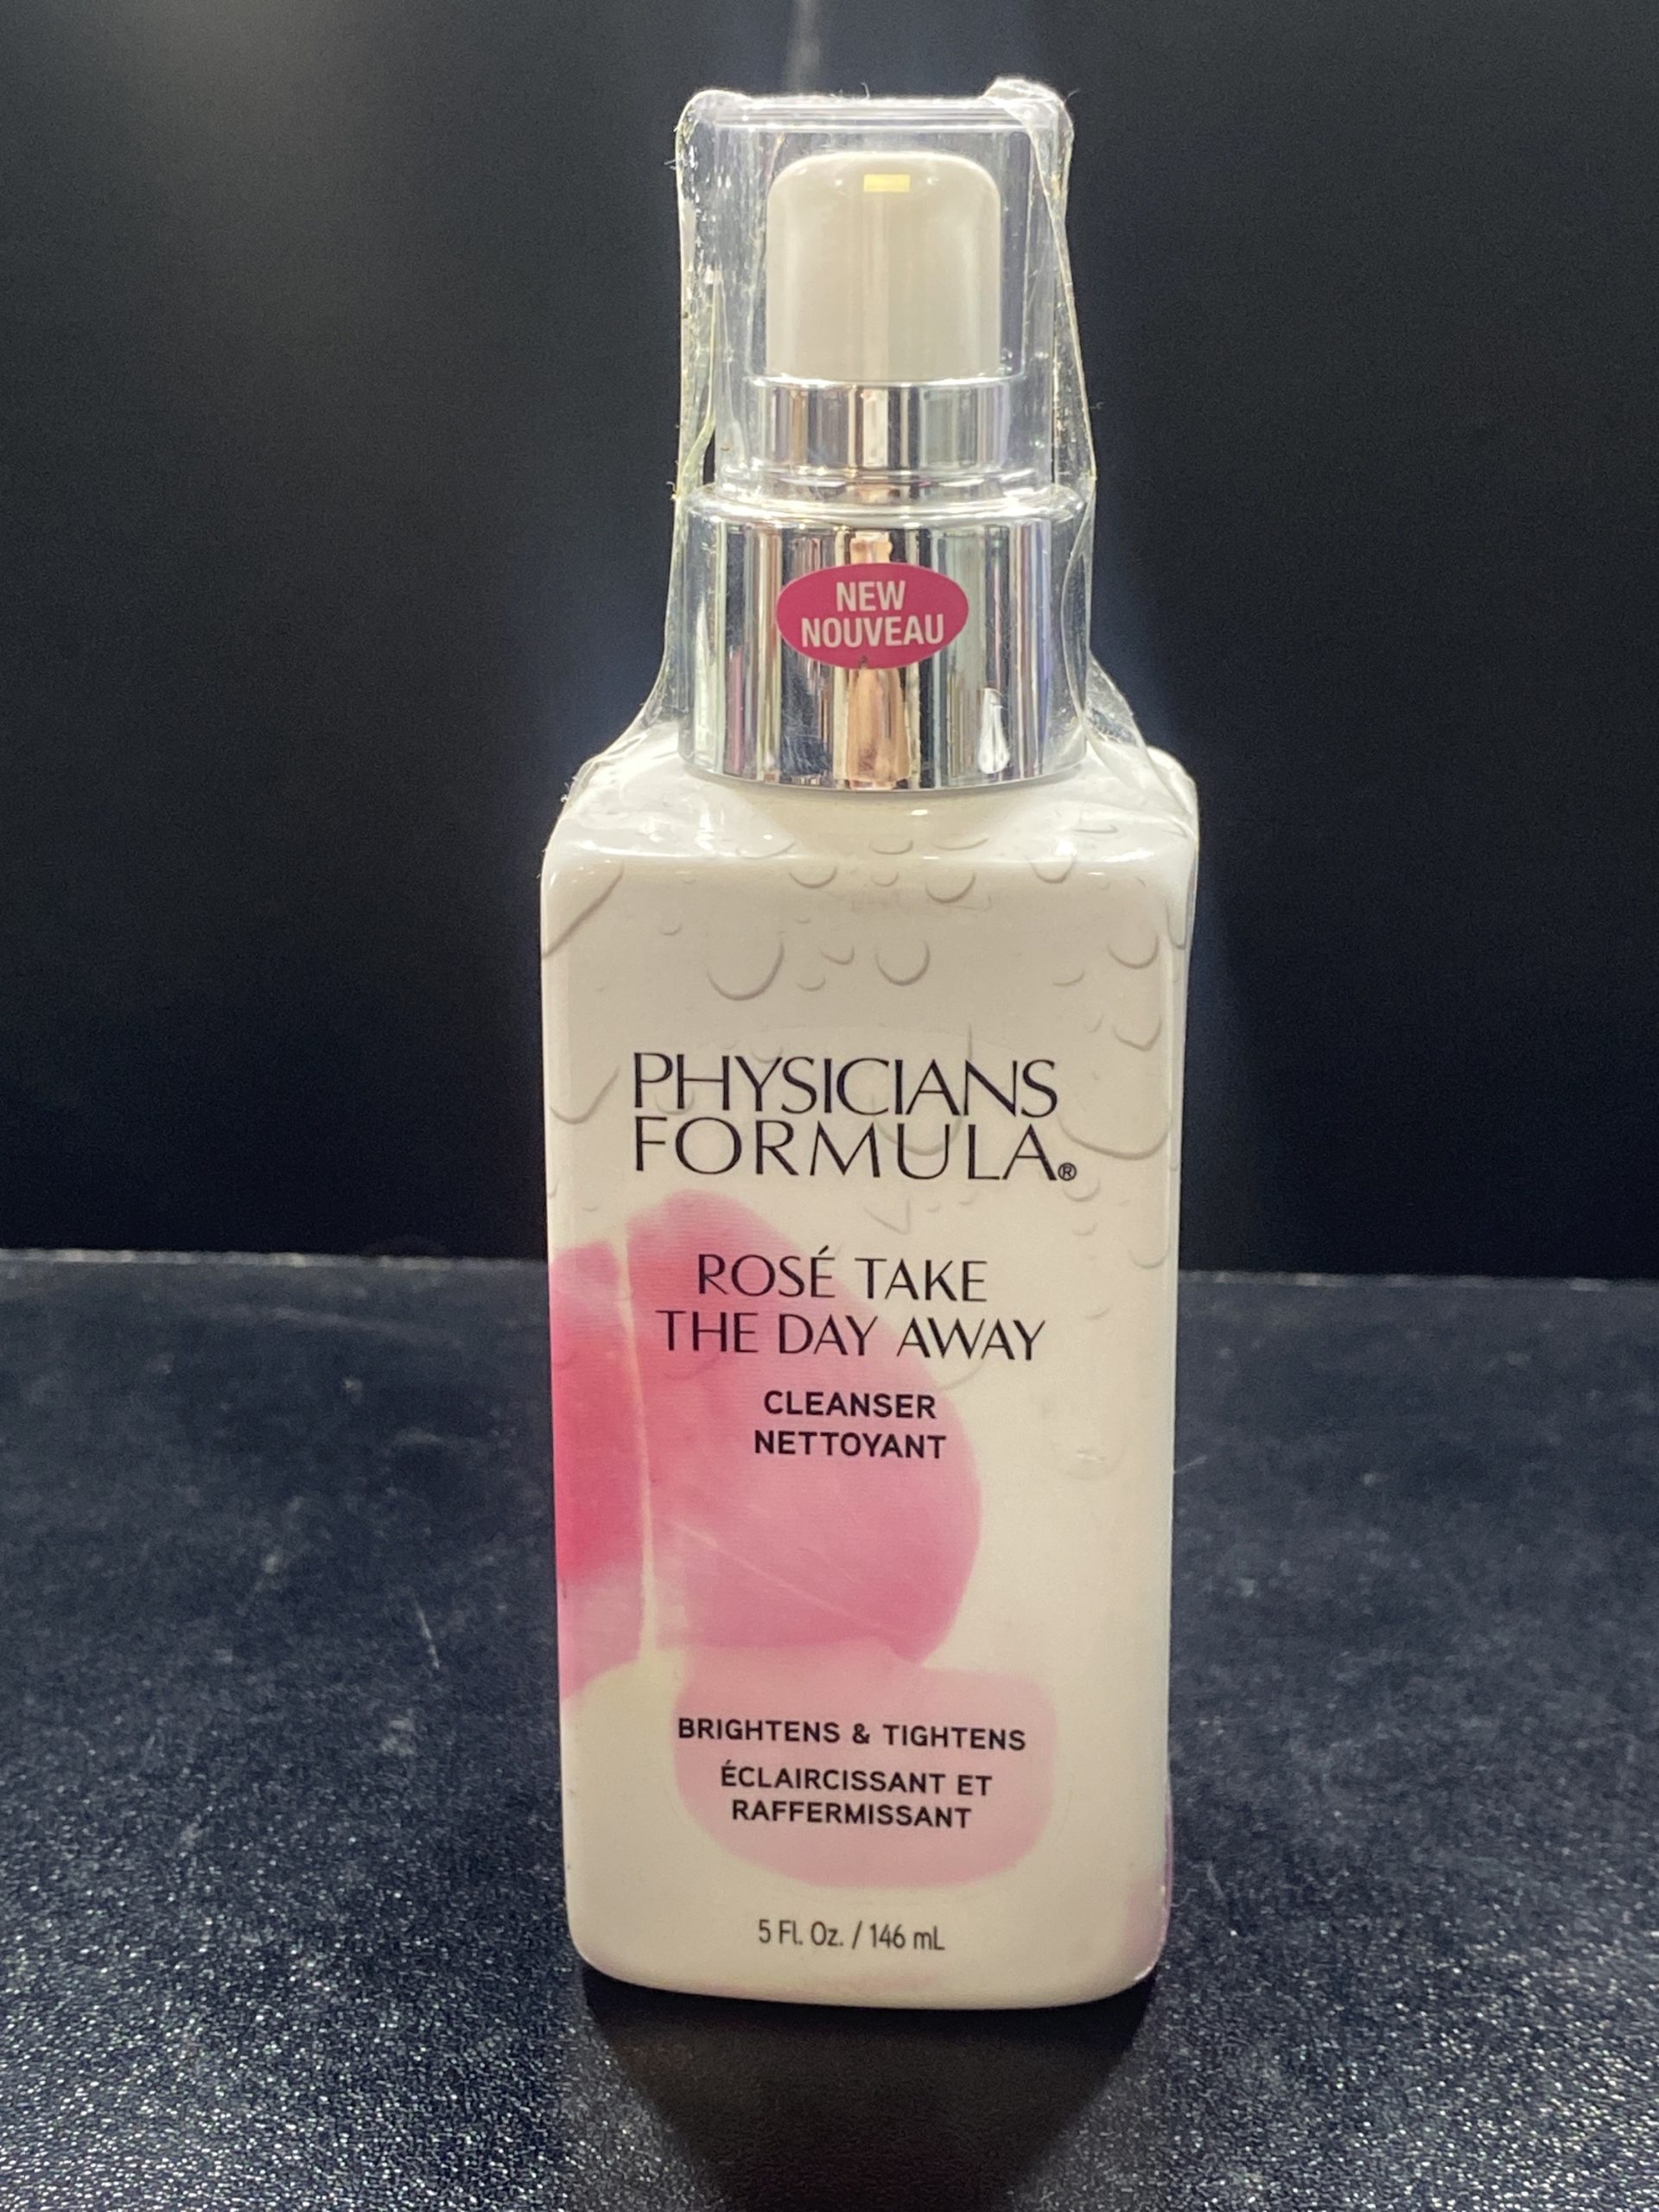 NEW
NOUVEAU
PHYSICIANS
FORMULA®
ROSÉ TAKE
THE DAY AWAY
CLEANSER
NETTOYANT
BRIGHTENS & TIGHTENS
ÉCLAIRCISSANT ET
RAFFERMISSANT
5 Fl. Oz. / 146 mL